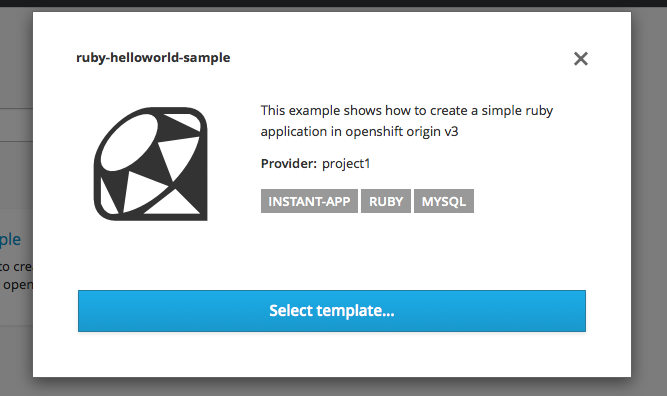 ruby-helloworld-sample
This example shows how to create a simple ruby
application in openshift origin v3
Provider: project1
INSTANT-APP RUBY MYSQL
ple
to crea
open
Select template...